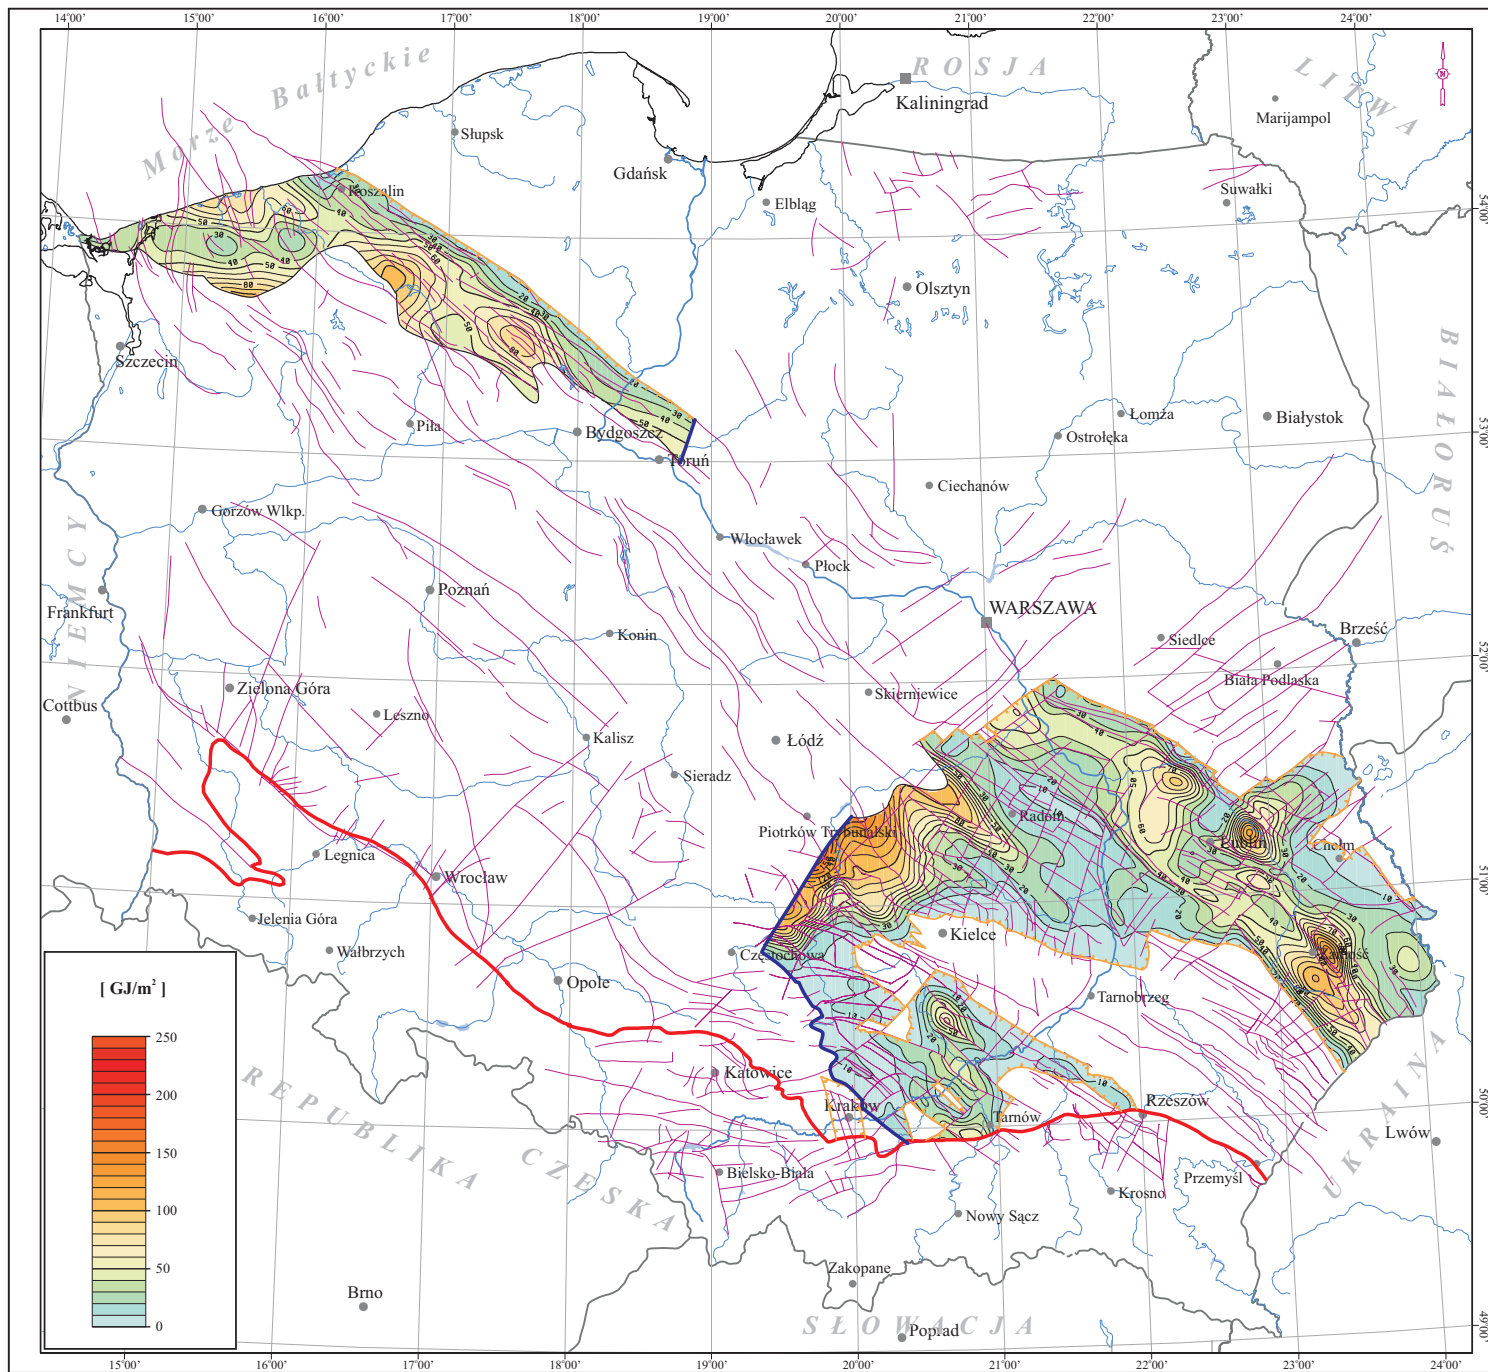 14°00' 15°00' 16°00' 17°00' 18°00' 19°00' 20°00' 21°00' 22°00' 23°00' 24°00'
Morze Bałtyckie
ROSJA
LITWA
Kaliningrad
Marijampol
Słupsk
Gdańsk
Suwałki
Koszalin
Elbląg
54°00'
Olsztyn
Szczecin
BIAŁORUŚ
Piła
Bydgoszcz
Łomża
Białystok
Ostrołęka
53°00'
Toruń
Ciechanów
Gorzów Wlkp.
NIEMCY
Włocławek
Płock
Frankfurt
Poznań
WARSZAWA
Konin
Siedlce
Brześć
52°00'
Biała Podlaska
Zielona Góra
Skierniewice
Cottbus
Leszno
Kalisz
Łódź
Sieradz
Radom
Piotrków Trybunalski
Lublin
Chełm
Legnica
Wrocław
51°00'
Jelenia Góra
Kielce
Wałbrzych
Częstochowa
Zamość
Opole
Tarnobrzeg
[ GJ/m² ]
250
200
150
100
50
0
REPUBLIKA CZESKA
Katowice
Kraków
Tarnów
Rzeszów
50°00'
Lwów
UKRAINA
Bielsko-Biała
Przemyśl
Krosno
Nowy Sącz
Zakopane
Brno
SŁOWACJA
Poprad
49°00'
15°00' 16°00' 17°00' 18°00' 19°00' 20°00' 21°00' 22°00' 23°00' 24°00'